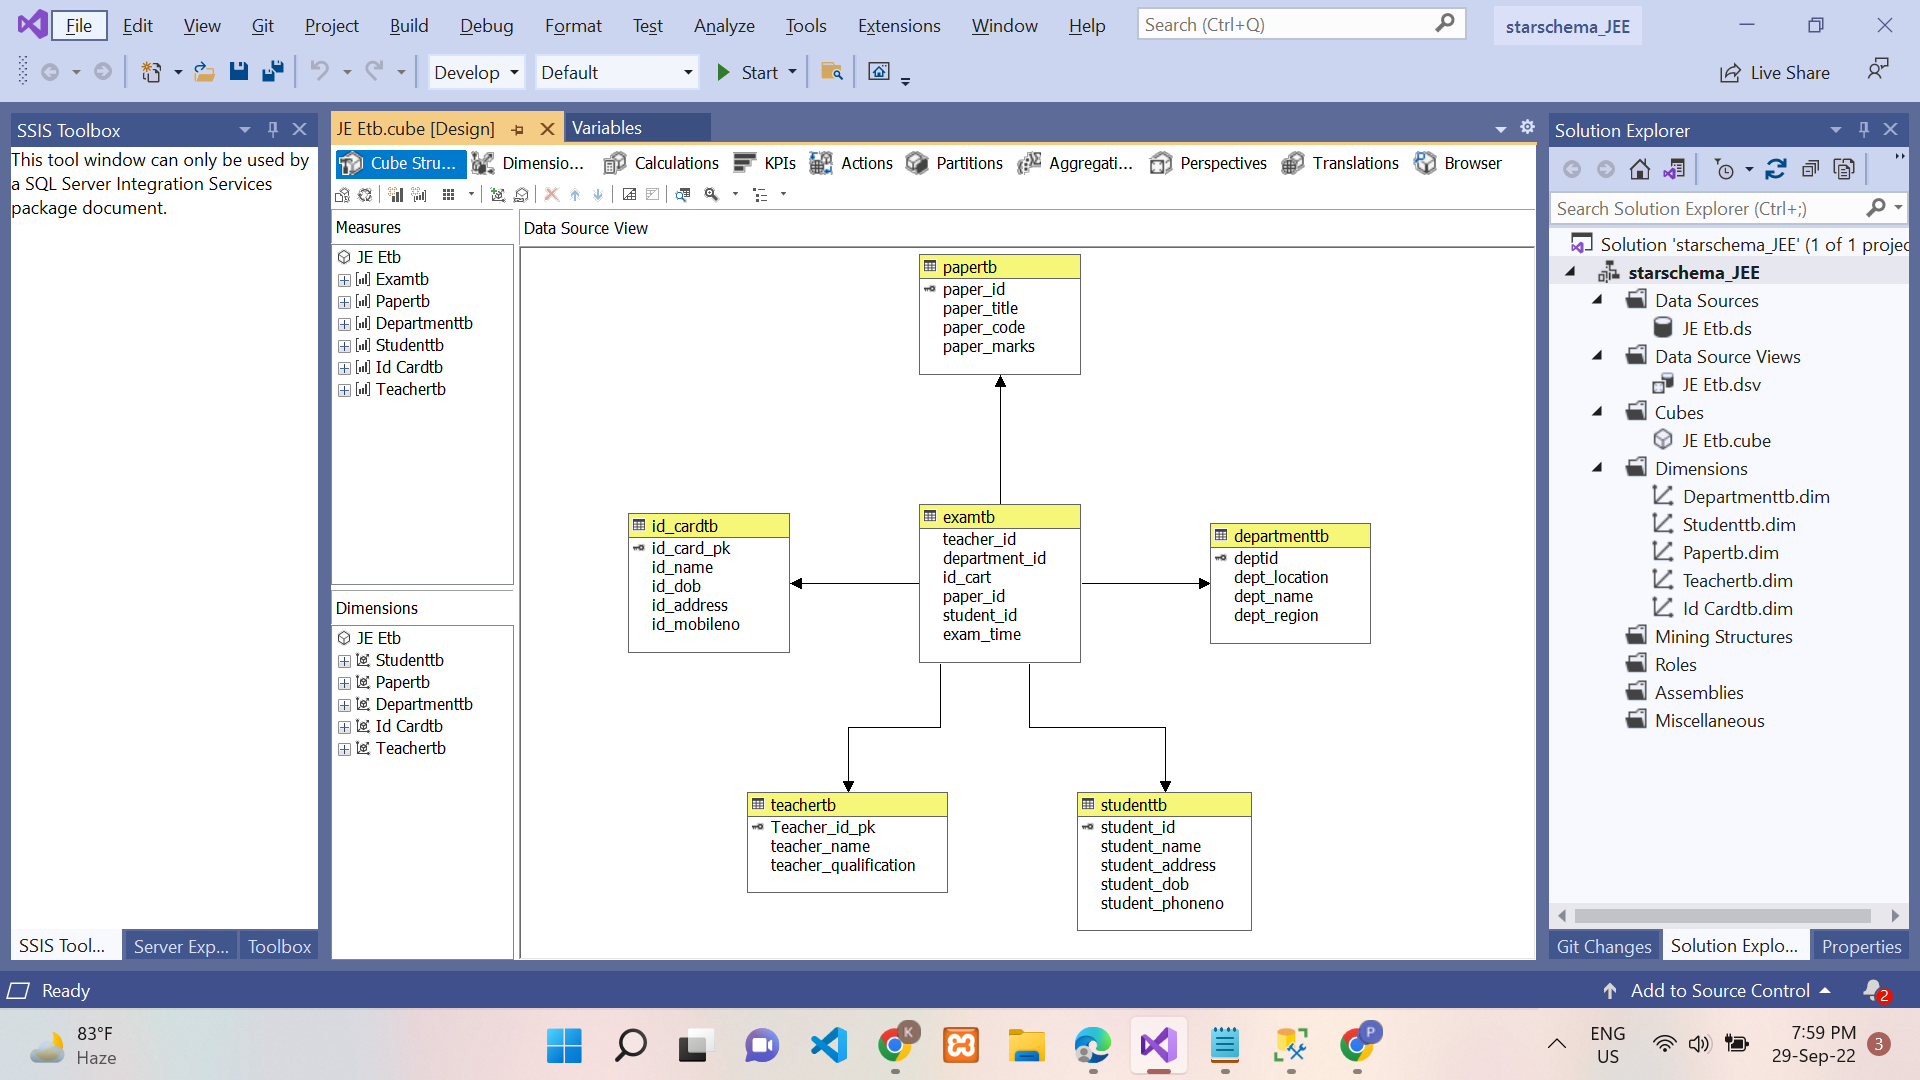 File Edit View Git Project Build Debug Format Test Analyze Tools Extensions Window Help Search (Ctrl+Q) starschema_JEE
Develop Default Start Live Share
SSIS Toolbox
This tool window can only be used by
a SQL Server Integration Services
package document.
SSIS Tool... Server Exp... Toolbox
JE Etb.cube [Design] Variables
Cube Stru... Dimensio... Calculations KPIs Actions Partitions Aggregati... Perspectives Translations Browser
Measures
JE Etb
Examtb
Papertb
Departmenttb
Studenttb
Id Cardtb
Teachertb
Dimensions
JE Etb
Studenttb
Papertb
Departmenttb
Id Cardtb
Teachertb
Data Source View
papertb
paper_id
paper_title
paper_code
paper_marks
id_cardtb
id_card_pk
id_name
id_dob
id_address
id_mobileno
examtb
teacher_id
department_id
id_cart
paper_id
student_id
exam_time
departmenttb
deptid
dept_location
dept_name
dept_region
teachertb
Teacher_id_pk
teacher_name
teacher_qualification
studenttb
student_id
student_name
student_address
student_dob
student_phoneno
Solution Explorer
Search Solution Explorer (Ctrl+;)
Solution 'starschema_JEE' (1 of 1 projec
starschema_JEE
Data Sources
JE Etb.ds
Data Source Views
JE Etb.dsv
Cubes
JE Etb.cube
Dimensions
Departmenttb.dim
Studenttb.dim
Papertb.dim
Teachertb.dim
Id Cardtb.dim
Mining Structures
Roles
Assemblies
Miscellaneous
Git Changes Solution Explo... Properties
Ready Add to Source Control 2
83°F
Haze
K
P
ENG
US
7:59 PM
29-Sep-22
3